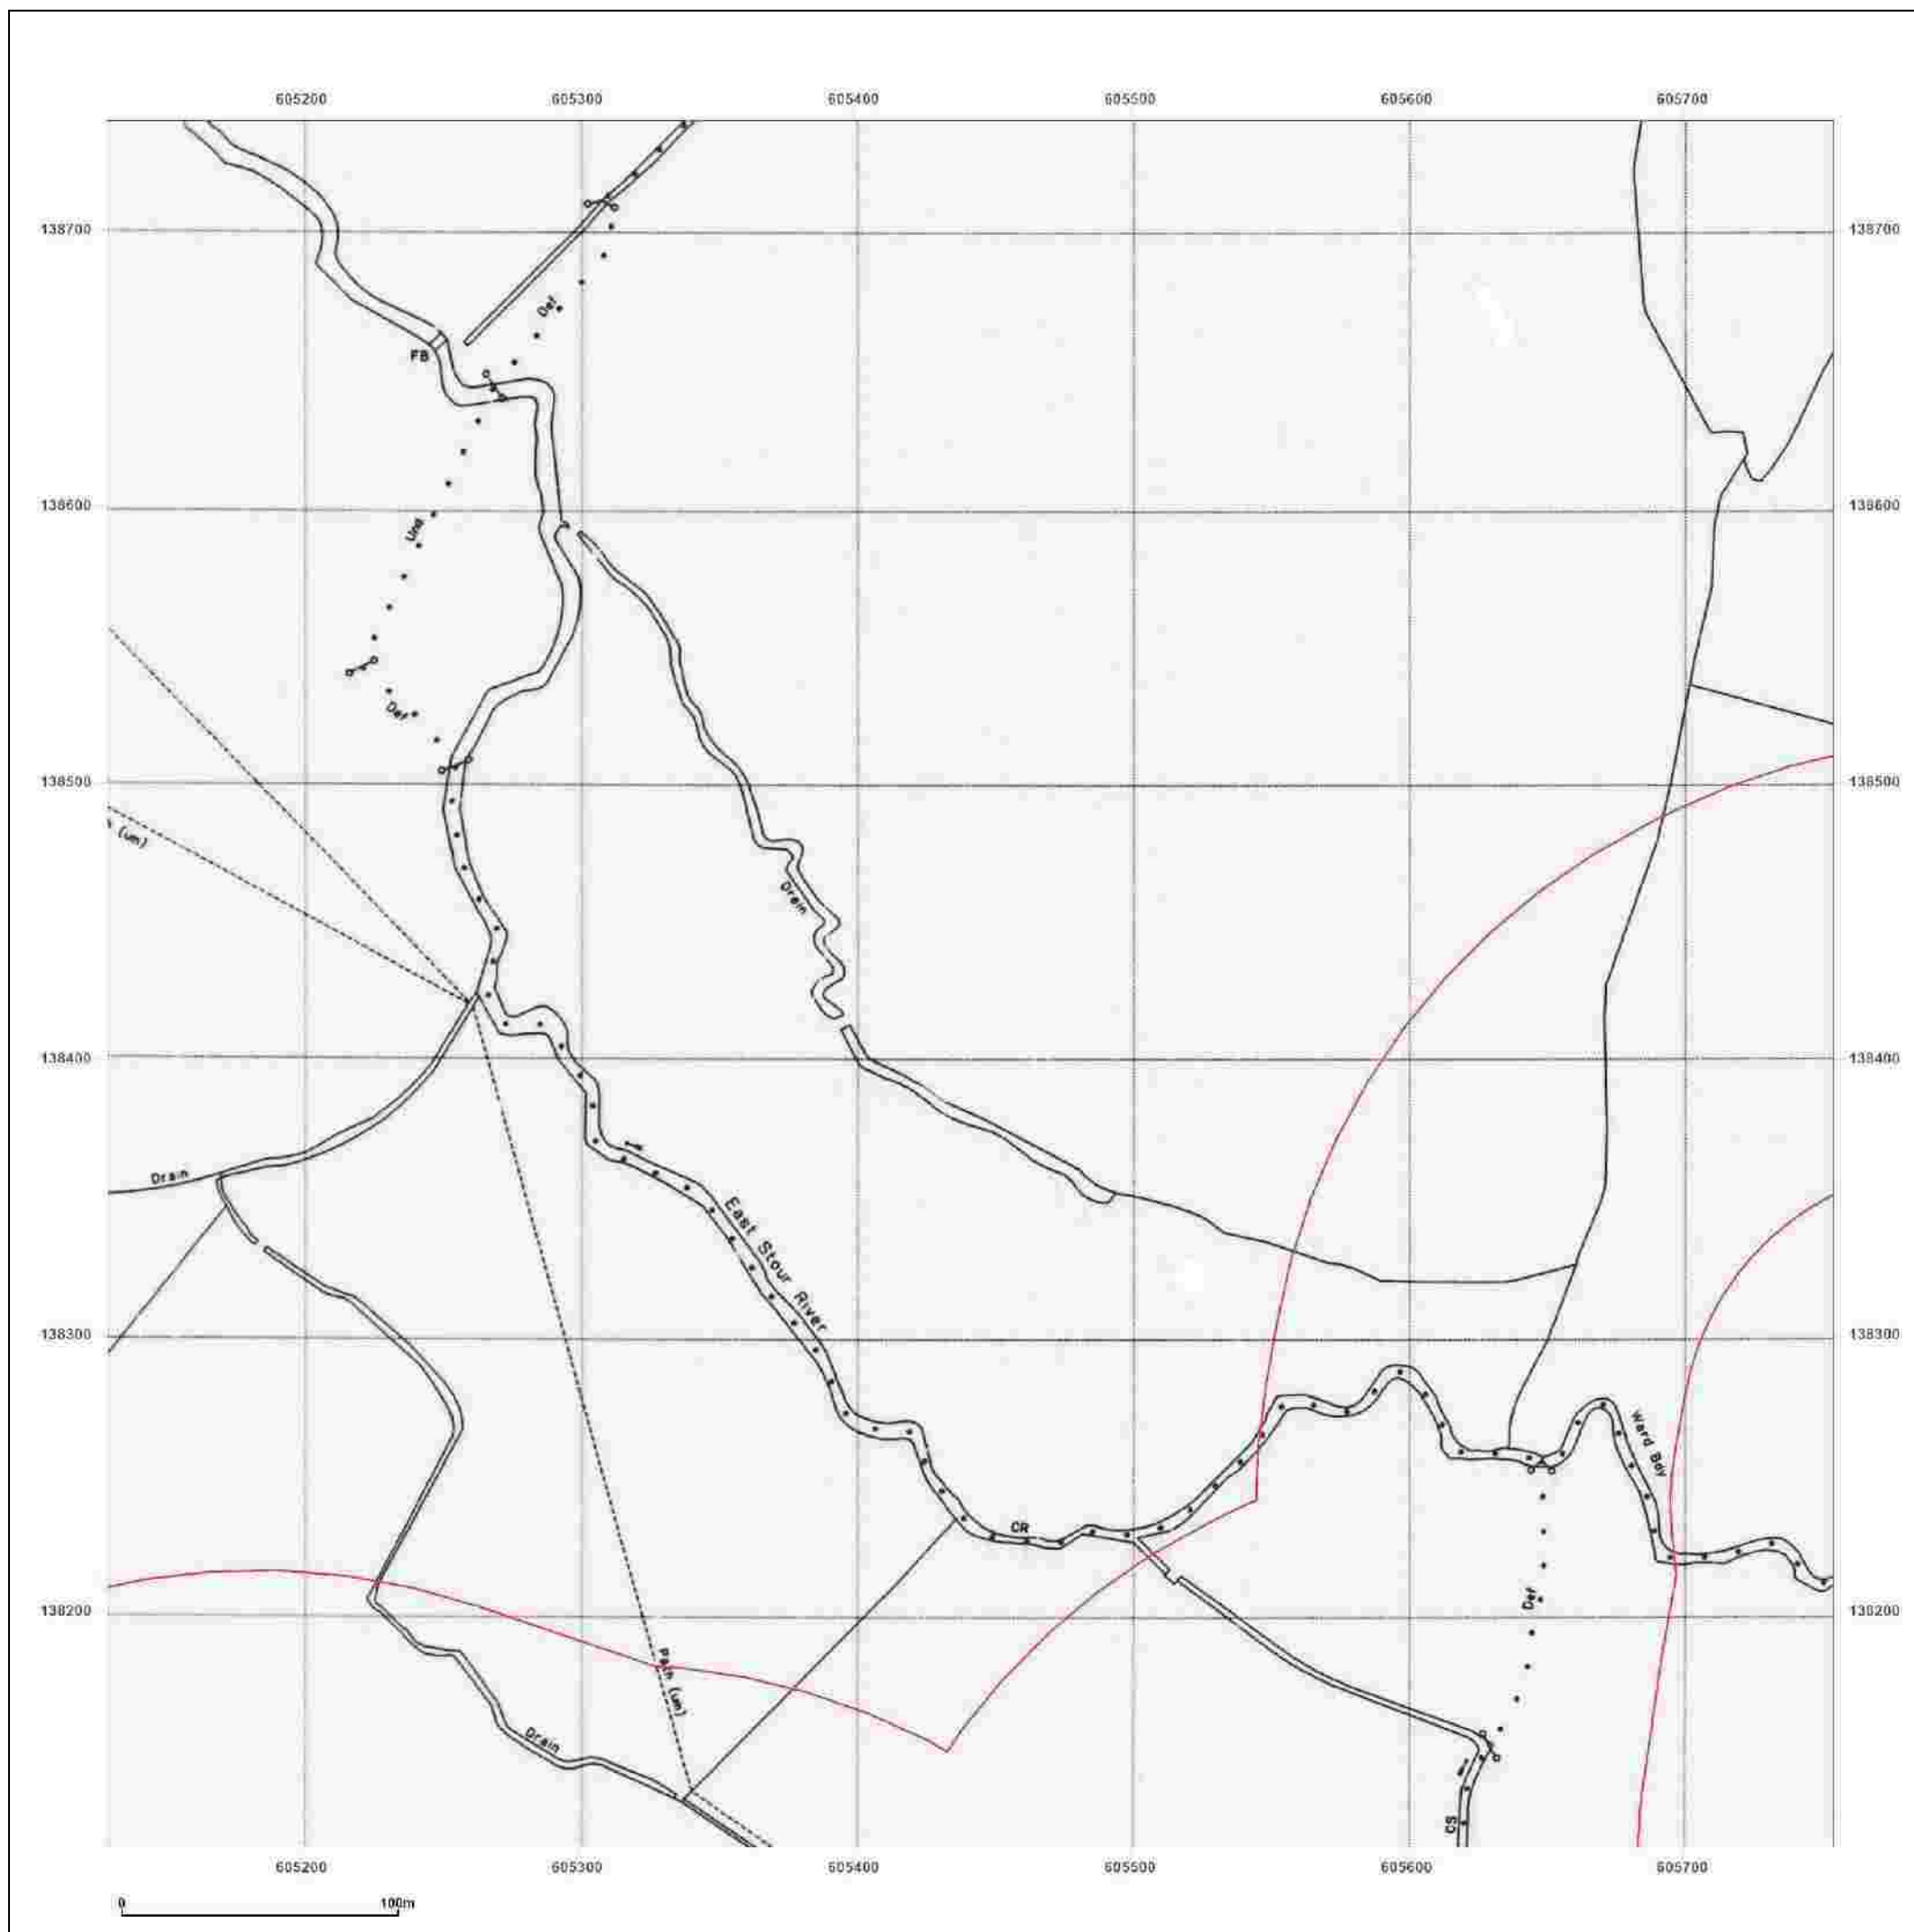 605200 605300 605400 605500 605600 605700
138700 138700
Def
FB
138600 138600
Und
Def
138500 138500
(um)
Drain
138400 138400
Drain
East Stour River
138300 138300
Ward Bdy
CR
Def
138200 138200
Path (um)
Drain
CS
605200 605300 605400 605500 605600 605700
0 100m